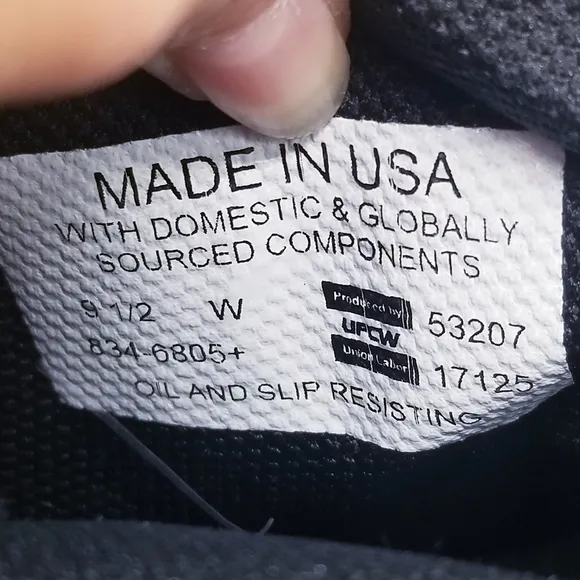 MADE IN USA
WITH DOMESTIC & GLOBALLY
SOURCED COMPONENTS
9 1/2 W
834-6805+
Produced by
UFCW
Union Labor
53207
17125
OIL AND SLIP RESISTING